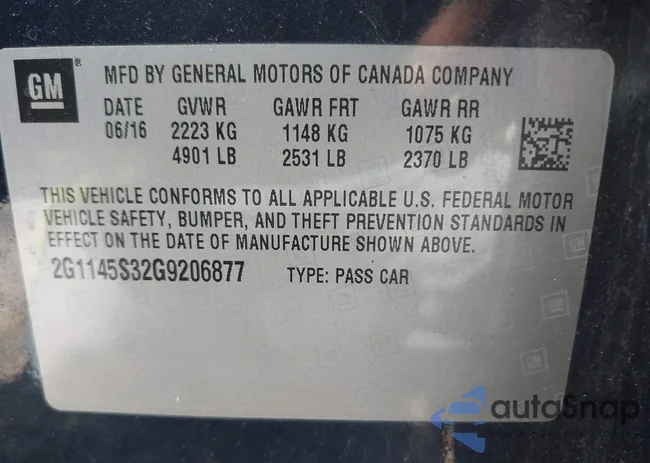 GM
MFD BY GENERAL MOTORS OF CANADA COMPANY
DATE GVWR GAWR FRT GAWR RR
06/16 2223 KG 1148 KG 1075 KG
4901 LB 2531 LB 2370 LB
THIS VEHICLE CONFORMS TO ALL APPLICABLE U.S. FEDERAL MOTOR
VEHICLE SAFETY, BUMPER, AND THEFT PREVENTION STANDARDS IN
EFFECT ON THE DATE OF MANUFACTURE SHOWN ABOVE.
2G1145S32G9206877 TYPE: PASS CAR
autoSnap